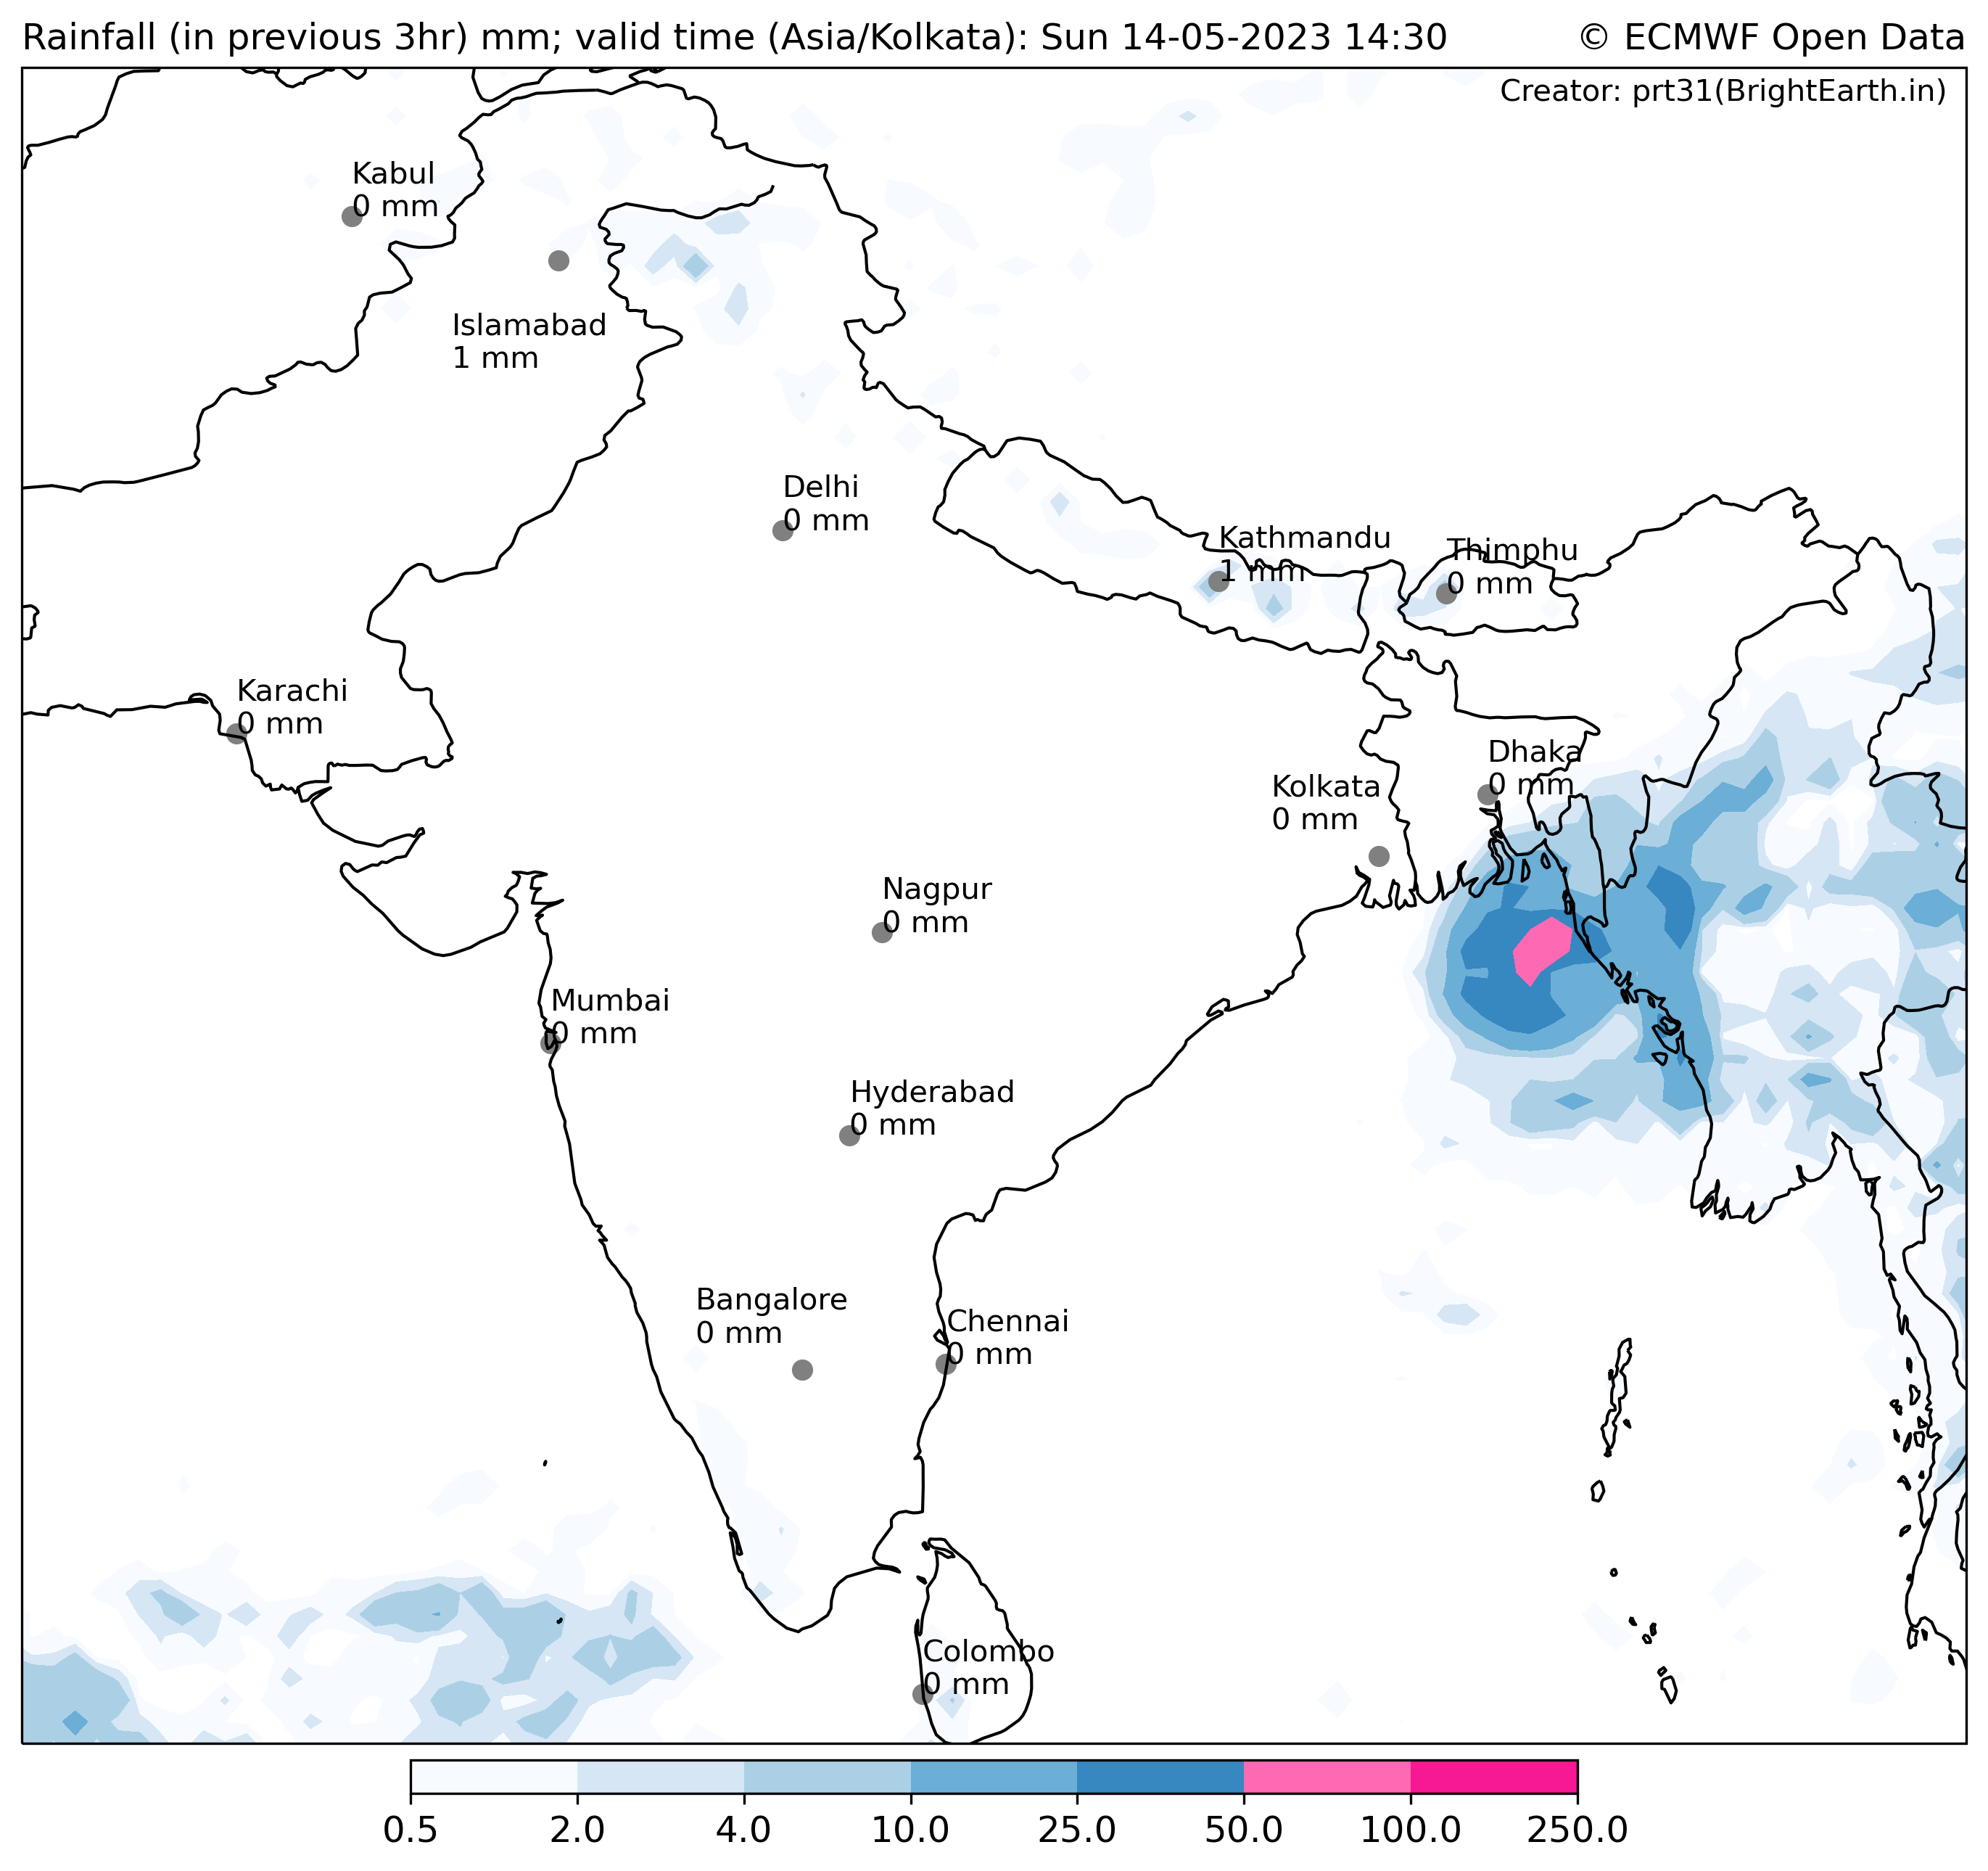 Rainfall (in previous 3hr) mm; valid time (Asia/Kolkata): Sun 14-05-2023 14:30
© ECMWF Open Data
Creator: prt31(BrightEarth.in)
Kabul
0 mm
Islamabad
1 mm
Delhi
0 mm
Kathmandu
1 mm
Thimphu
0 mm
Karachi
0 mm
Dhaka
0 mm
Kolkata
0 mm
Nagpur
0 mm
Mumbai
0 mm
Hyderabad
0 mm
Bangalore
0 mm
Chennai
0 mm
Colombo
0 mm
0.5 2.0 4.0 10.0 25.0 50.0 100.0 250.0